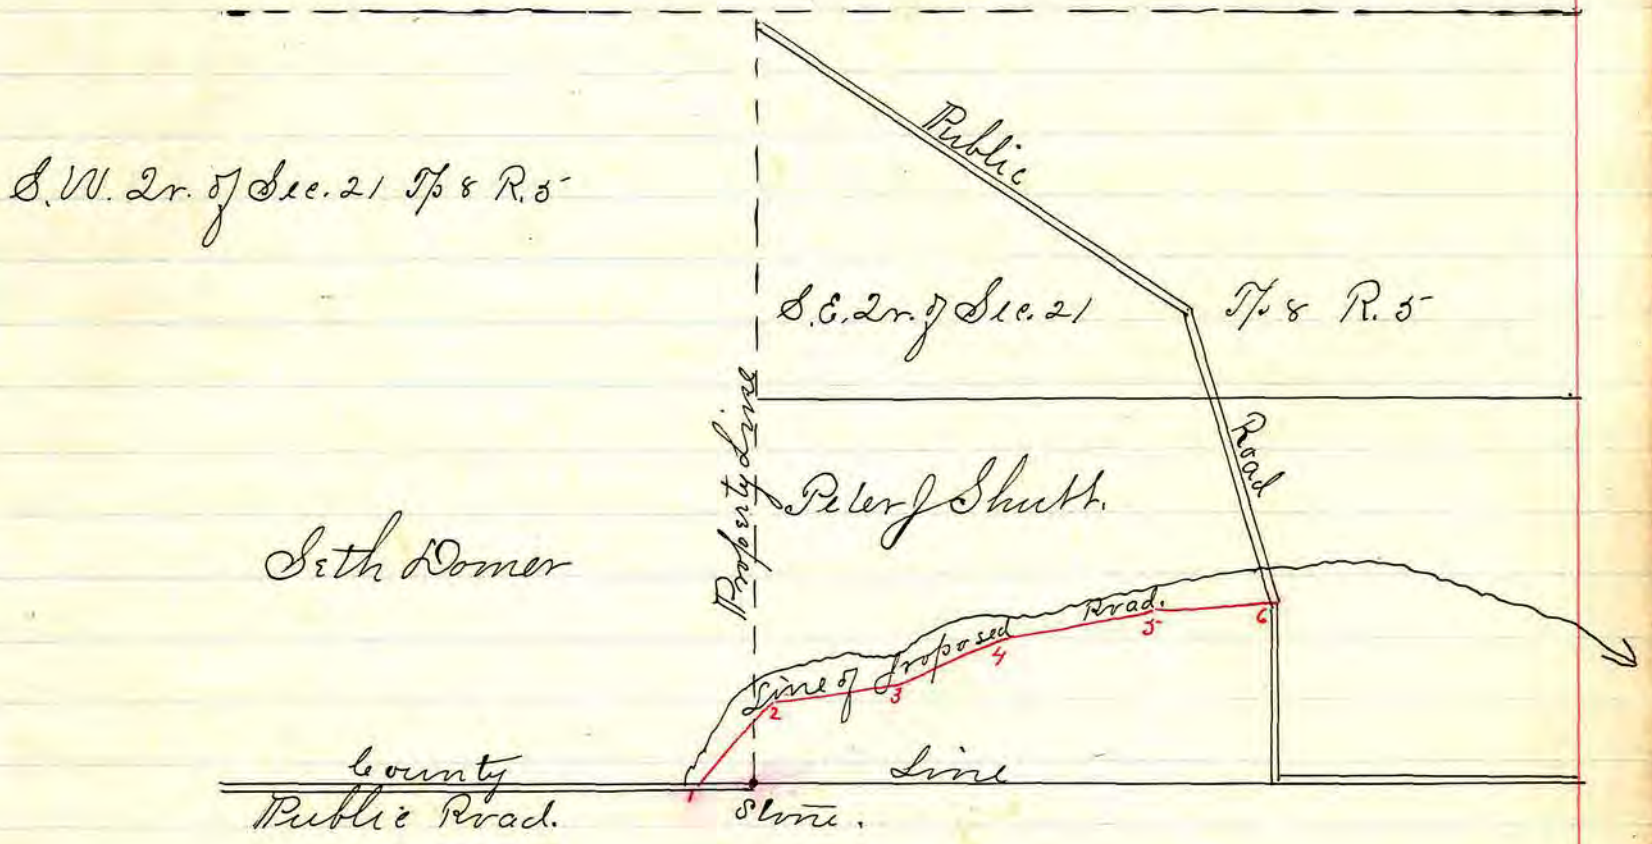 Public
S.W. Qr. of Sec. 21 Tp 8 R. 5
S.E. Qr. of Sec. 21 Tp 8 R. 5
Property Line
Road
Peter J Shutt.
Seth Domer
Line of proposed Road.
1 2 3 4 5 6
County Line
Public Road.
Stone.